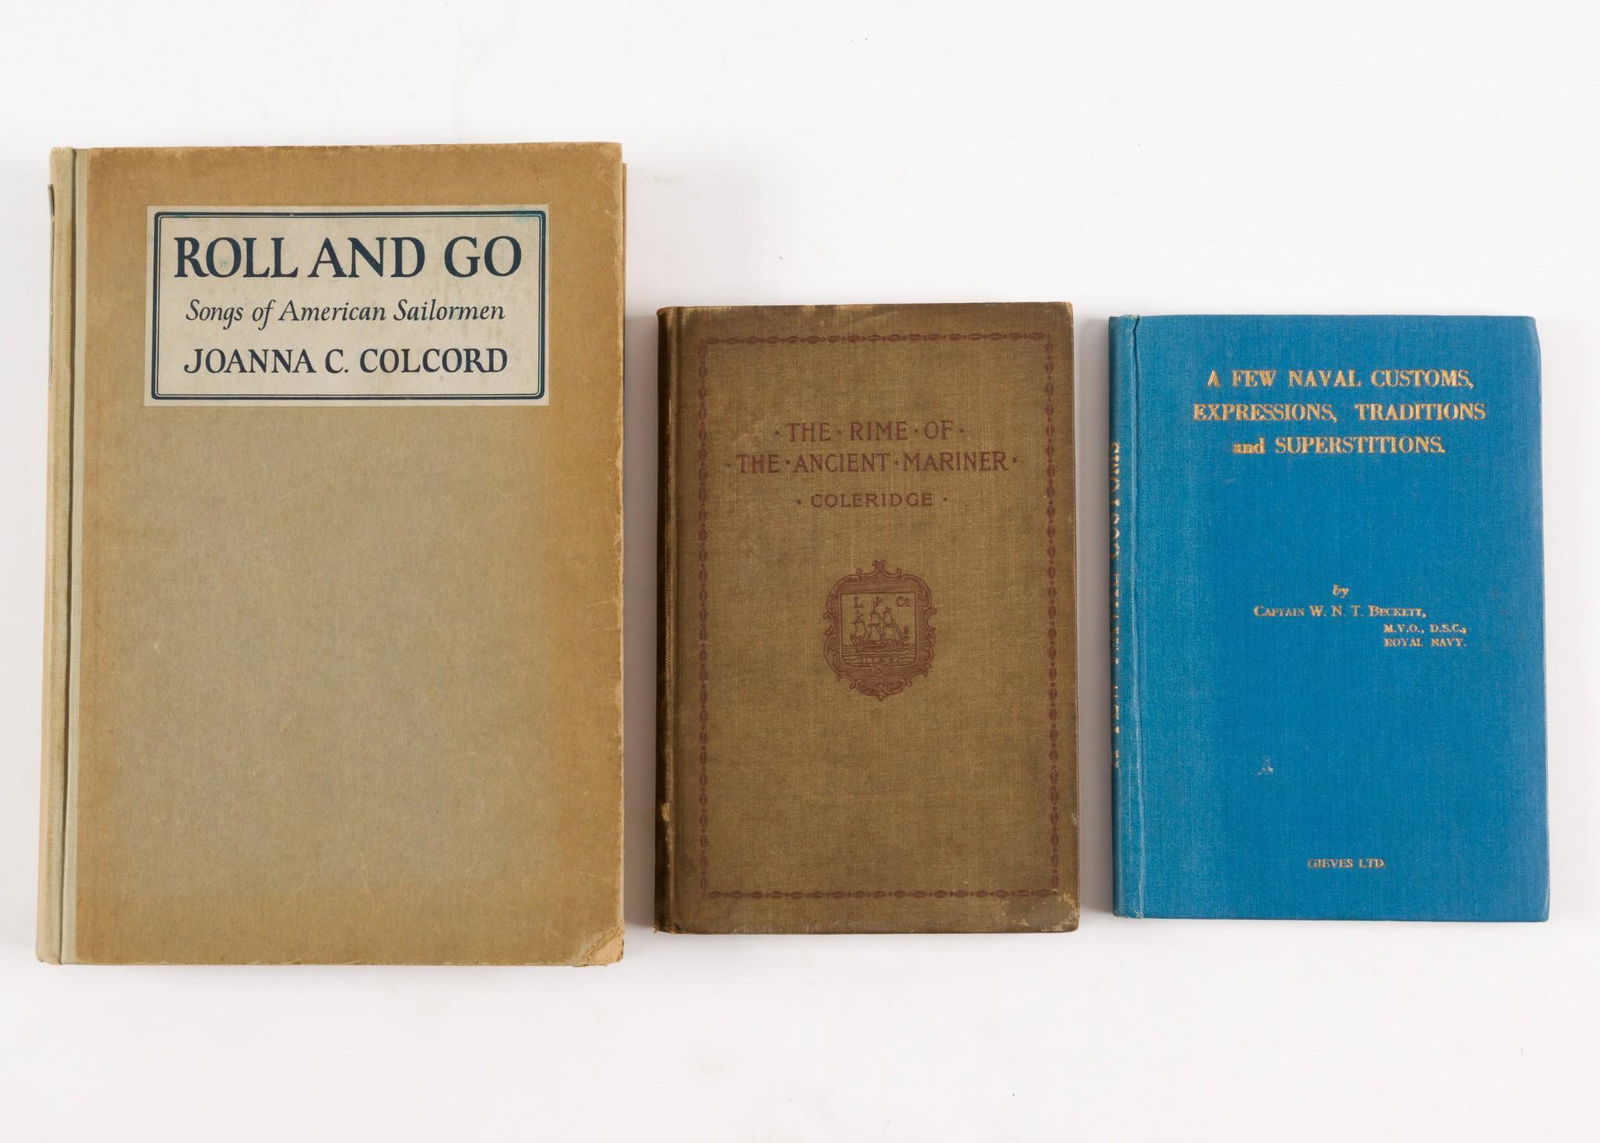 ROLL AND GO
Songs of American Sailormen
JOANNA C. COLCORD
· THE · RIME · OF ·
· THE · ANCIENT · MARINER ·
· COLERIDGE ·
L + Co
A FEW NAVAL CUSTOMS,
EXPRESSIONS, TRADITIONS
and SUPERSTITIONS.
by
CAPTAIN W. N. T. BECKETT,
M.V.O., D.S.C.,
ROYAL NAVY.
GIEVES LTD.